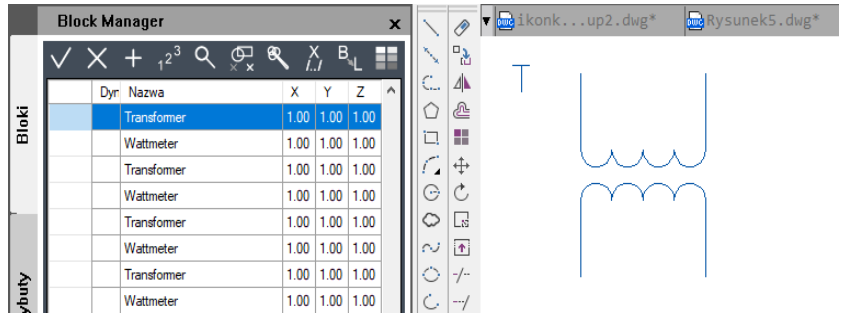 Block Manager x
ikonk...up2.dwg* Rysunek5.dwg*
Bloki
Dyr Nazwa X Y Z
Transformer 1.00 1.00 1.00
Wattmeter 1.00 1.00 1.00
Transformer 1.00 1.00 1.00
Wattmeter 1.00 1.00 1.00
Transformer 1.00 1.00 1.00
Wattmeter 1.00 1.00 1.00
Transformer 1.00 1.00 1.00
Wattmeter 1.00 1.00 1.00
ybuty
T